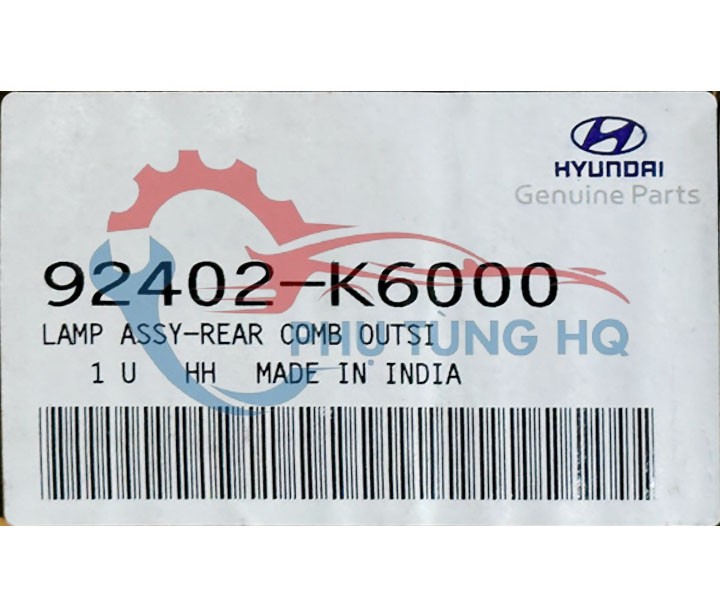 HYUNDAI
Genuine Parts
92402-K6000
LAMP ASSY-REAR COMB OUTSI
PHỤ TÙNG HQ
1 U HH MADE IN INDIA